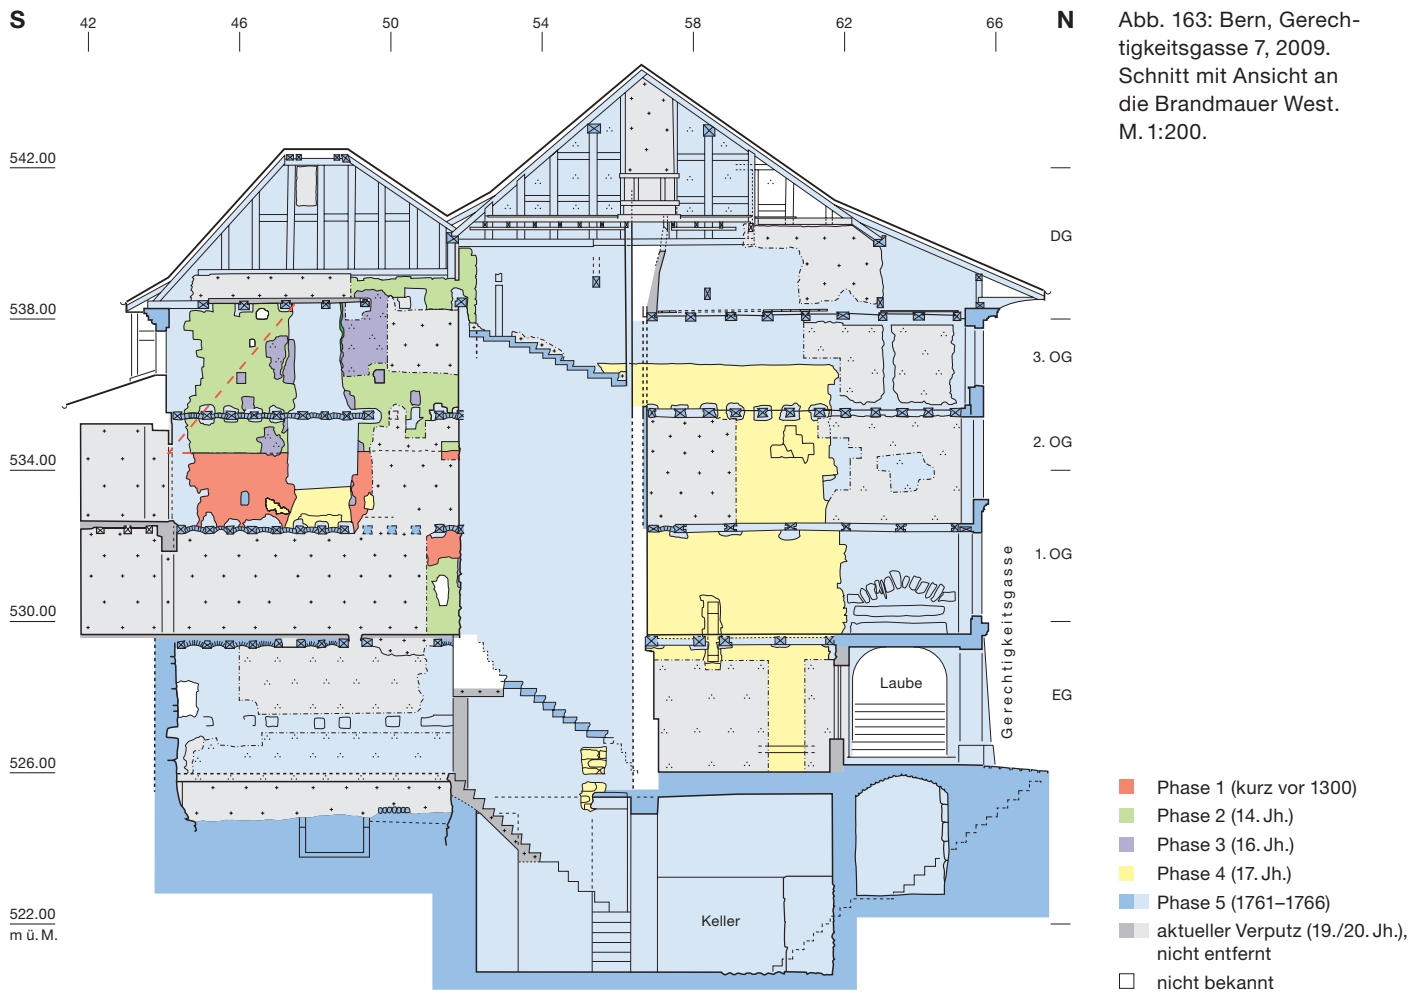 S 42 46 50 54 58 62 66 N
Abb. 163: Bern, Gerech-
tigkeitsgasse 7, 2009.
Schnitt mit Ansicht an
die Brandmauer West.
M. 1:200.
542.00
DG
538.00
3. OG
2. OG
534.00
1. OG
530.00
Gerechtigkeitsgasse
Laube
EG
526.00
Keller
522.00
m ü. M.
Phase 1 (kurz vor 1300)
Phase 2 (14. Jh.)
Phase 3 (16. Jh.)
Phase 4 (17. Jh.)
Phase 5 (1761–1766)
aktueller Verputz (19./20. Jh.),
nicht entfernt
nicht bekannt